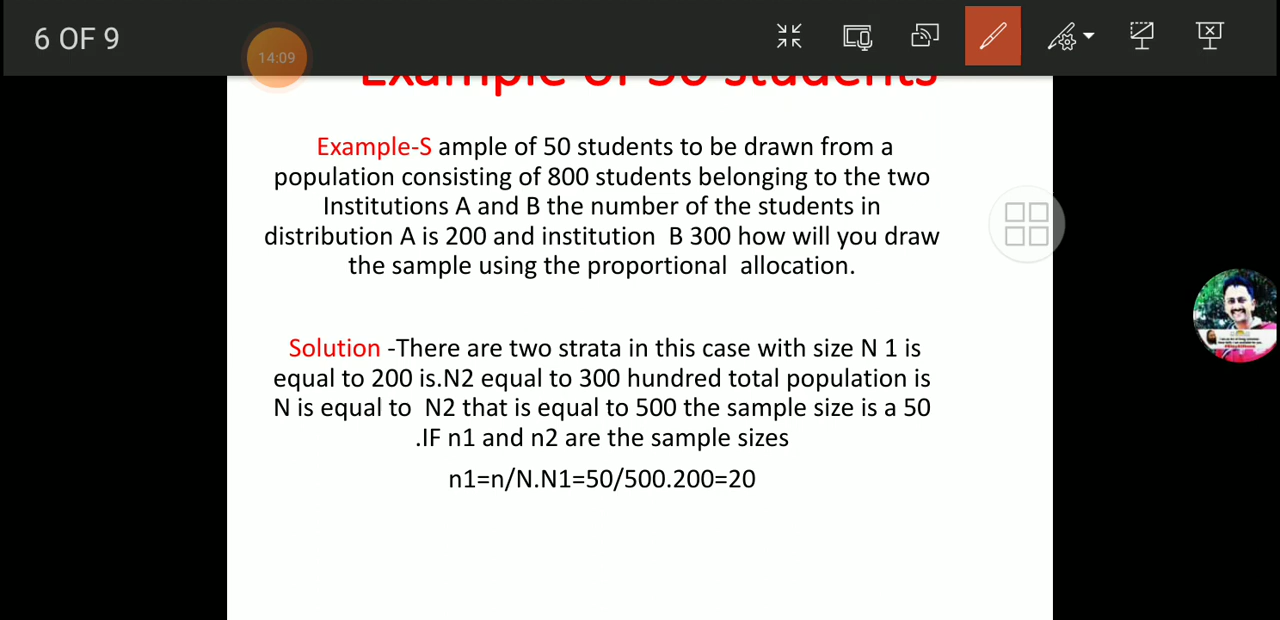 6 OF 9
14:09
Example of 50 students
Example-S ample of 50 students to be drawn from a
population consisting of 800 students belonging to the two
Institutions A and B the number of the students in
distribution A is 200 and institution  B 300 how will you draw
the sample using the proportional  allocation.
Solution -There are two strata in this case with size N 1 is
equal to 200 is.N2 equal to 300 hundred total population is
N is equal to  N2 that is equal to 500 the sample size is a 50
.IF n1 and n2 are the sample sizes
n1=n/N.N1=50/500.200=20